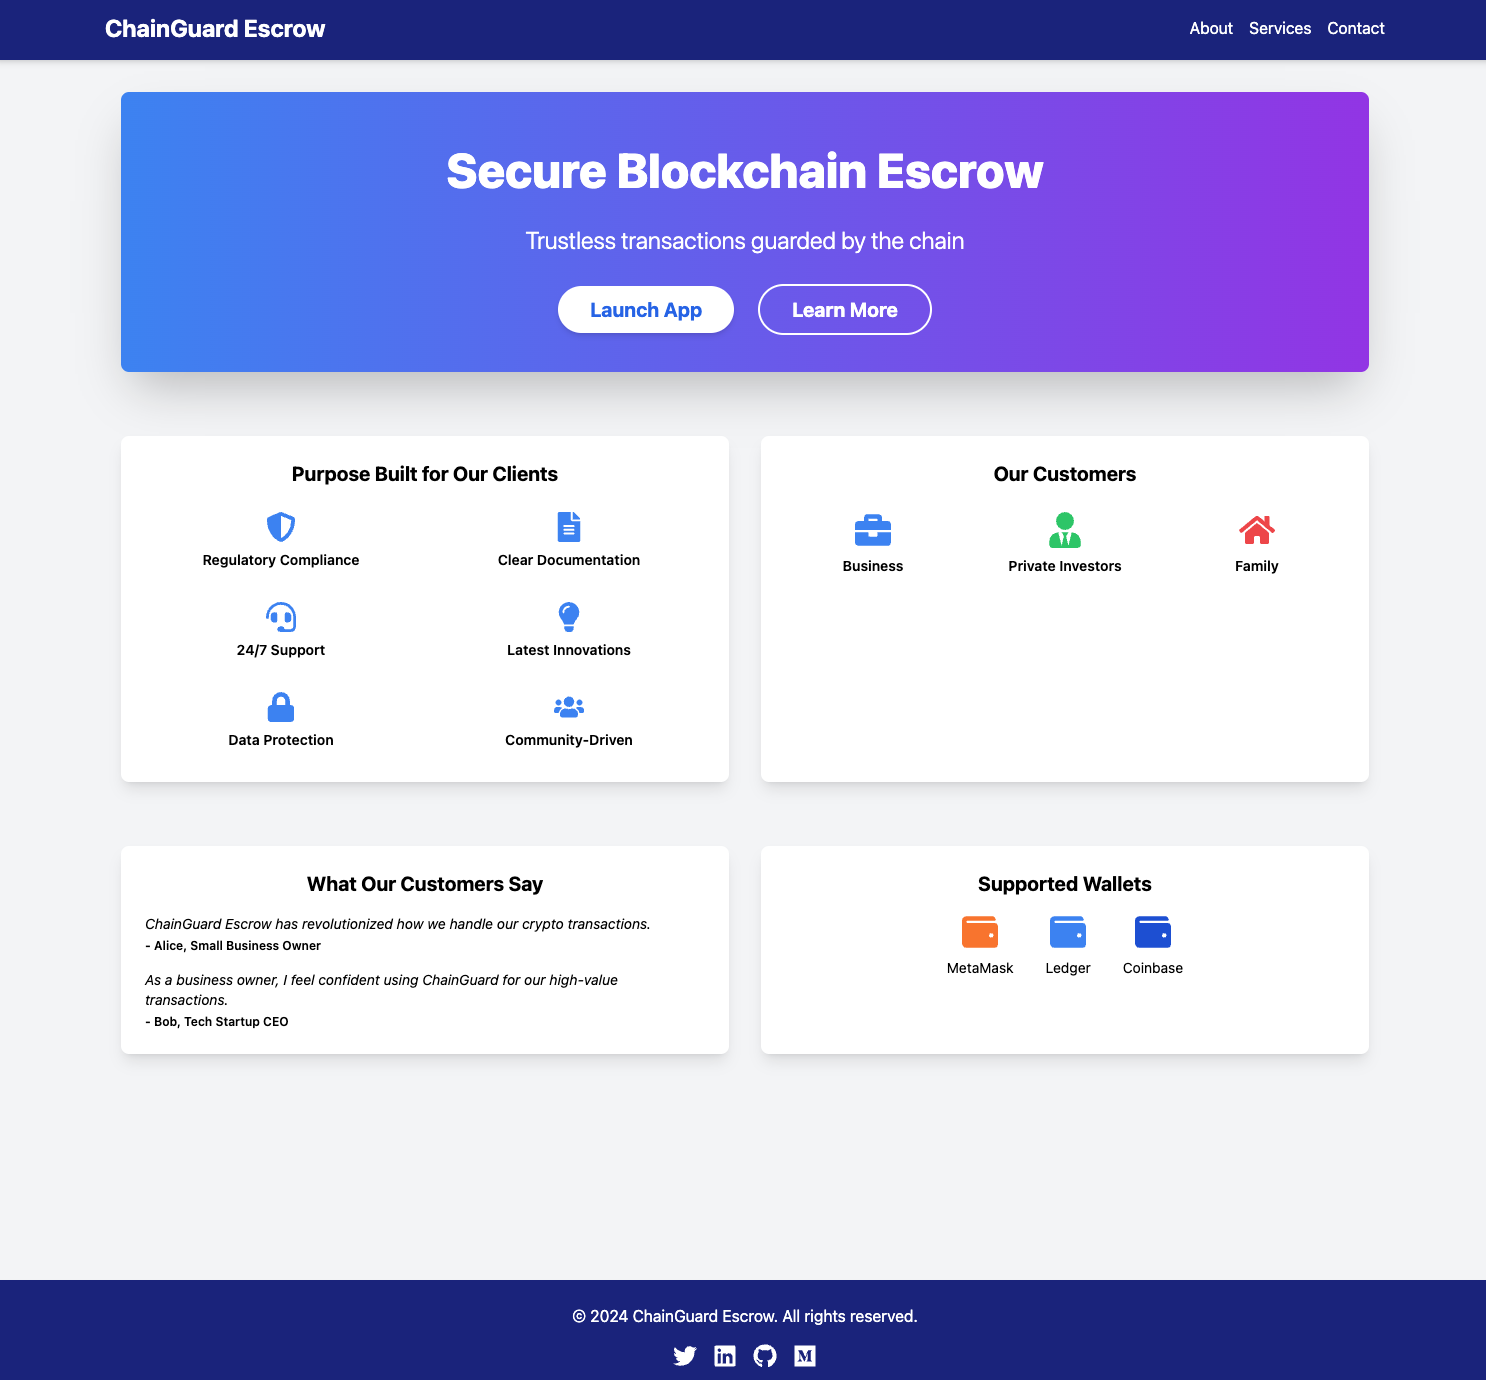 ChainGuard Escrow
About Services Contact
Secure Blockchain Escrow
Trustless transactions guarded by the chain
Launch App
Learn More
Purpose Built for Our Clients
Regulatory Compliance
Clear Documentation
24/7 Support
Latest Innovations
Data Protection
Community-Driven
Our Customers
Business
Private Investors
Family
What Our Customers Say
ChainGuard Escrow has revolutionized how we handle our crypto transactions.
- Alice, Small Business Owner
As a business owner, I feel confident using ChainGuard for our high-value
transactions.
- Bob, Tech Startup CEO
Supported Wallets
MetaMask
Ledger
Coinbase
© 2024 ChainGuard Escrow. All rights reserved.